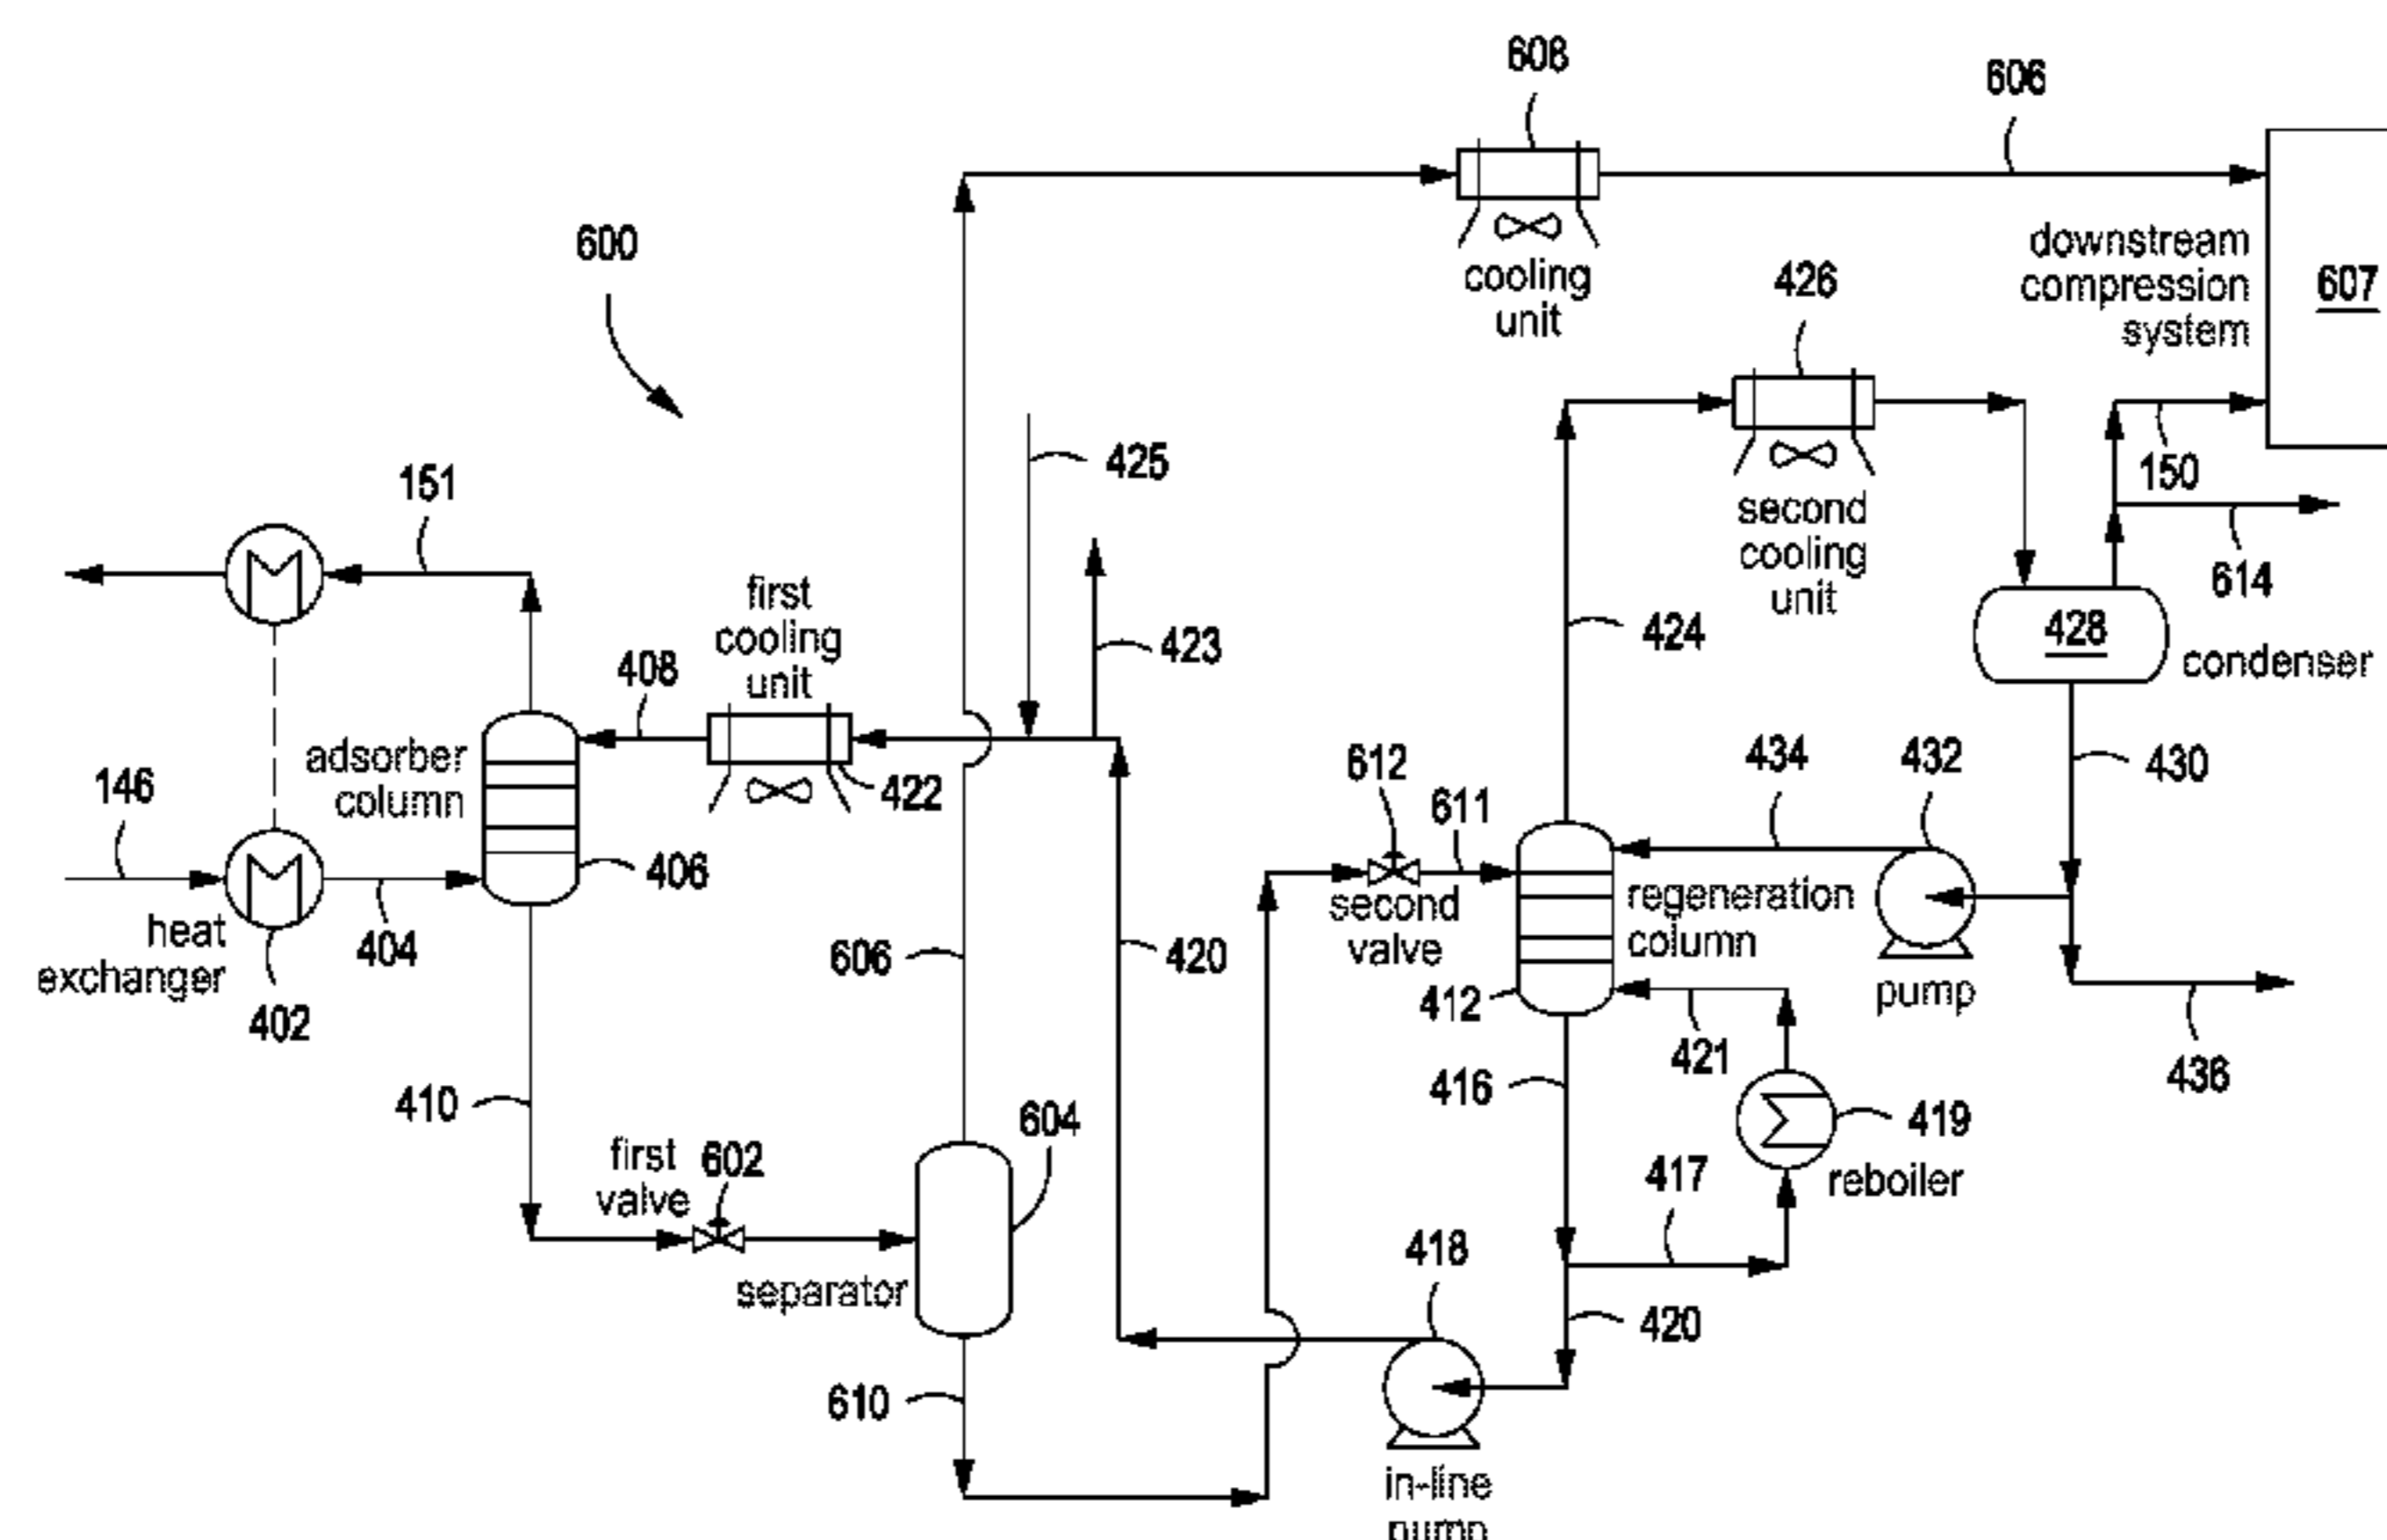 608
606
600
downstream
compression
system
607
cooling
unit
426
425
151
150
second
cooling
unit
614
first
cooling
unit
408
423
424
428
condenser
adsorber
column
422
612
611
434
432
430
146
406
heat
exchanger
404
402
606
420
second
valve
regeneration
column
412
pump
421
436
410
416
first
valve
602
604
419
reboiler
417
separator
418
420
610
in-line
pump